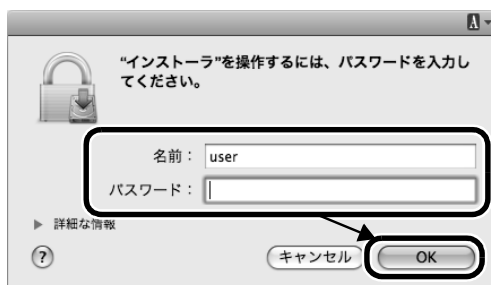 A
“インストーラ”を操作するには、パスワードを入力し
てください。
名前： user
パスワード：
詳細な情報
?
キャンセル OK